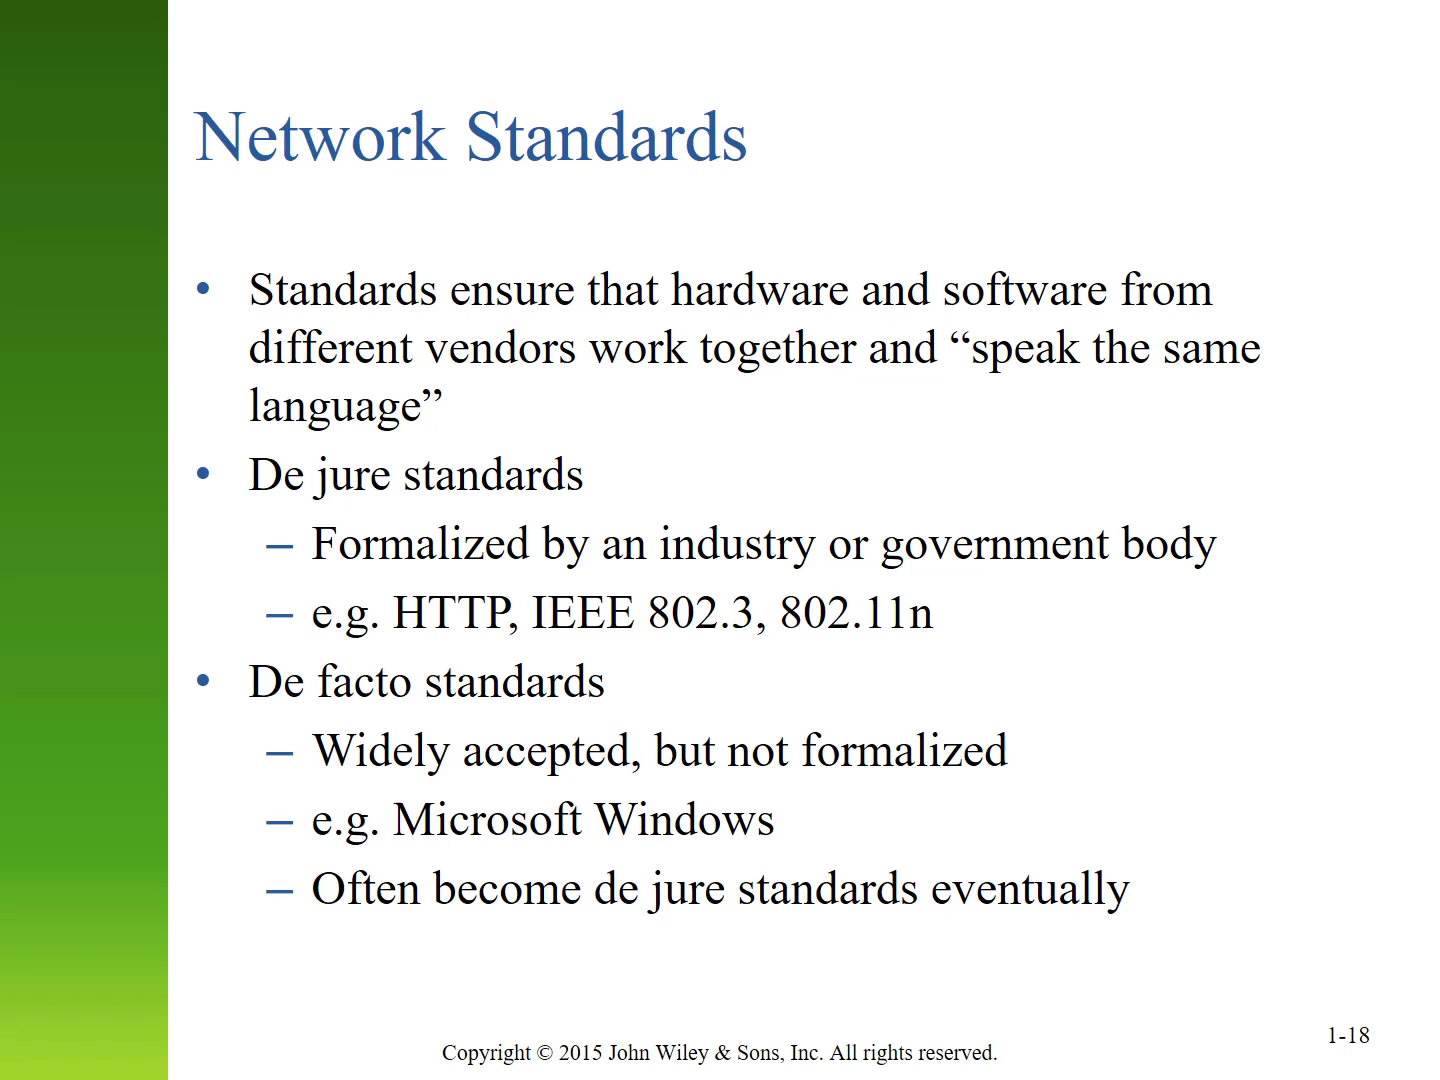 Network Standards
• Standards ensure that hardware and software from
different vendors work together and “speak the same
language”
• De jure standards
– Formalized by an industry or government body
– e.g. HTTP, IEEE 802.3, 802.11n
• De facto standards
– Widely accepted, but not formalized
– e.g. Microsoft Windows
– Often become de jure standards eventually
1-18
Copyright © 2015 John Wiley & Sons, Inc. All rights reserved.